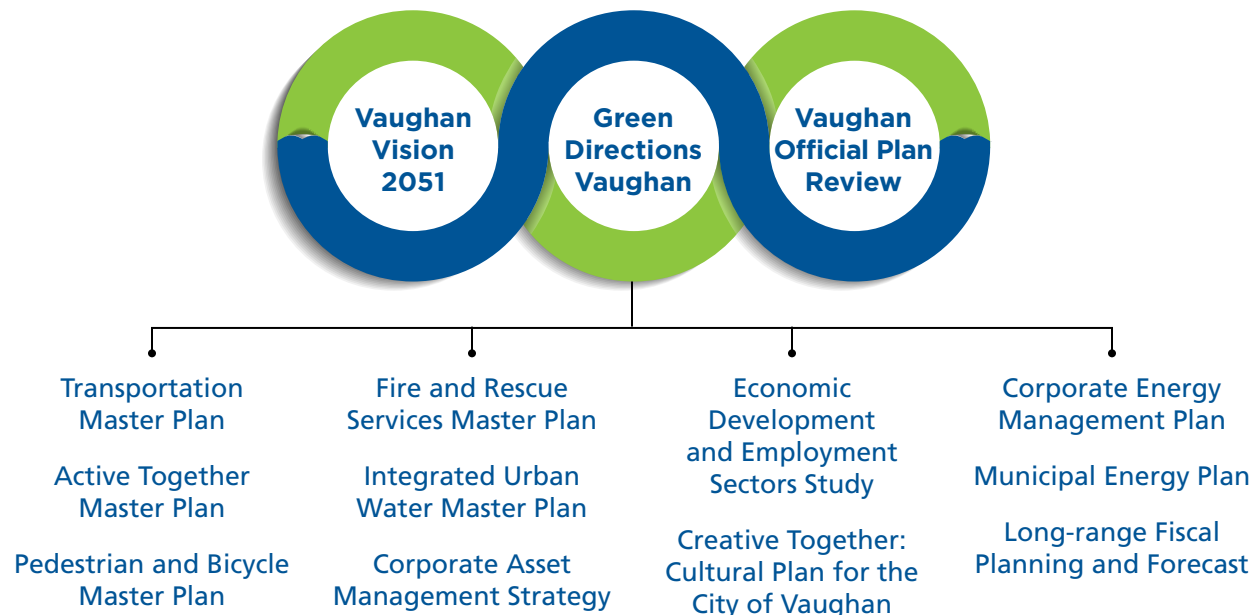 Vaughan
Vision
2051
Green
Directions
Vaughan
Vaughan
Official Plan
Review
Transportation
Master Plan
Active Together
Master Plan
Pedestrian and Bicycle
Master Plan
Fire and Rescue
Services Master Plan
Integrated Urban
Water Master Plan
Corporate Asset
Management Strategy
Economic
Development
and Employment
Sectors Study
Creative Together:
Cultural Plan for the
City of Vaughan
Corporate Energy
Management Plan
Municipal Energy Plan
Long-range Fiscal
Planning and Forecast